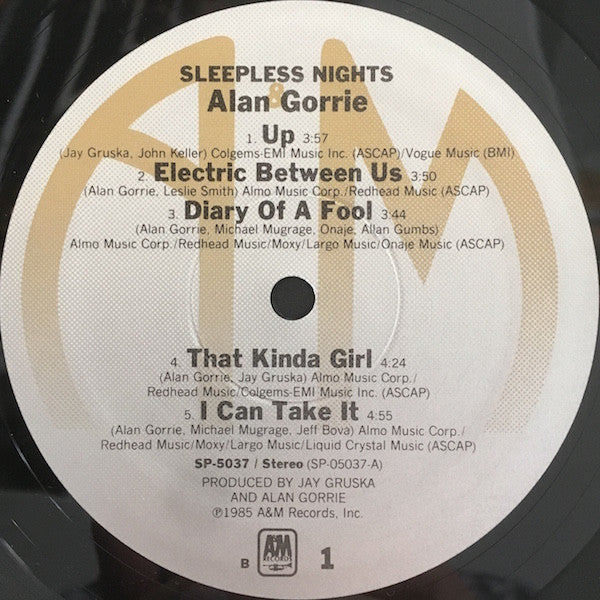 SLEEPLESS NIGHTS
Alan Gorrie
1. Up 3:57
(Jay Gruska, John Keller) Colgems-EMI Music Inc. (ASCAP)/Vogue Music (BMI)
2. Electric Between Us 3:50
(Alan Gorrie, Leslie Smith) Almo Music Corp./Redhead Music (ASCAP)
3. Diary Of A Fool 3:44
(Alan Gorrie, Michael Mugrage, Onaje, Allan Gumbs)
Almo Music Corp./Redhead Music/Moxy/Largo Music/Onaje Music (ASCAP)
4. That Kinda Girl 4:24
(Alan Gorrie, Jay Gruska) Almo Music Corp./
Redhead Music/Colgems-EMI Music Inc. (ASCAP)
5. I Can Take It 4:55
(Alan Gorrie, Michael Mugrage, Jeff Bova) Almo Music Corp./
Redhead Music/Moxy/Largo Music/Liquid Crystal Music (ASCAP)
SP-5037 / Stereo (SP-05037-A)
PRODUCED BY JAY GRUSKA
AND ALAN GORRIE
℗1985 A&M Records, Inc.
B A&M RECORDS 1
A&M